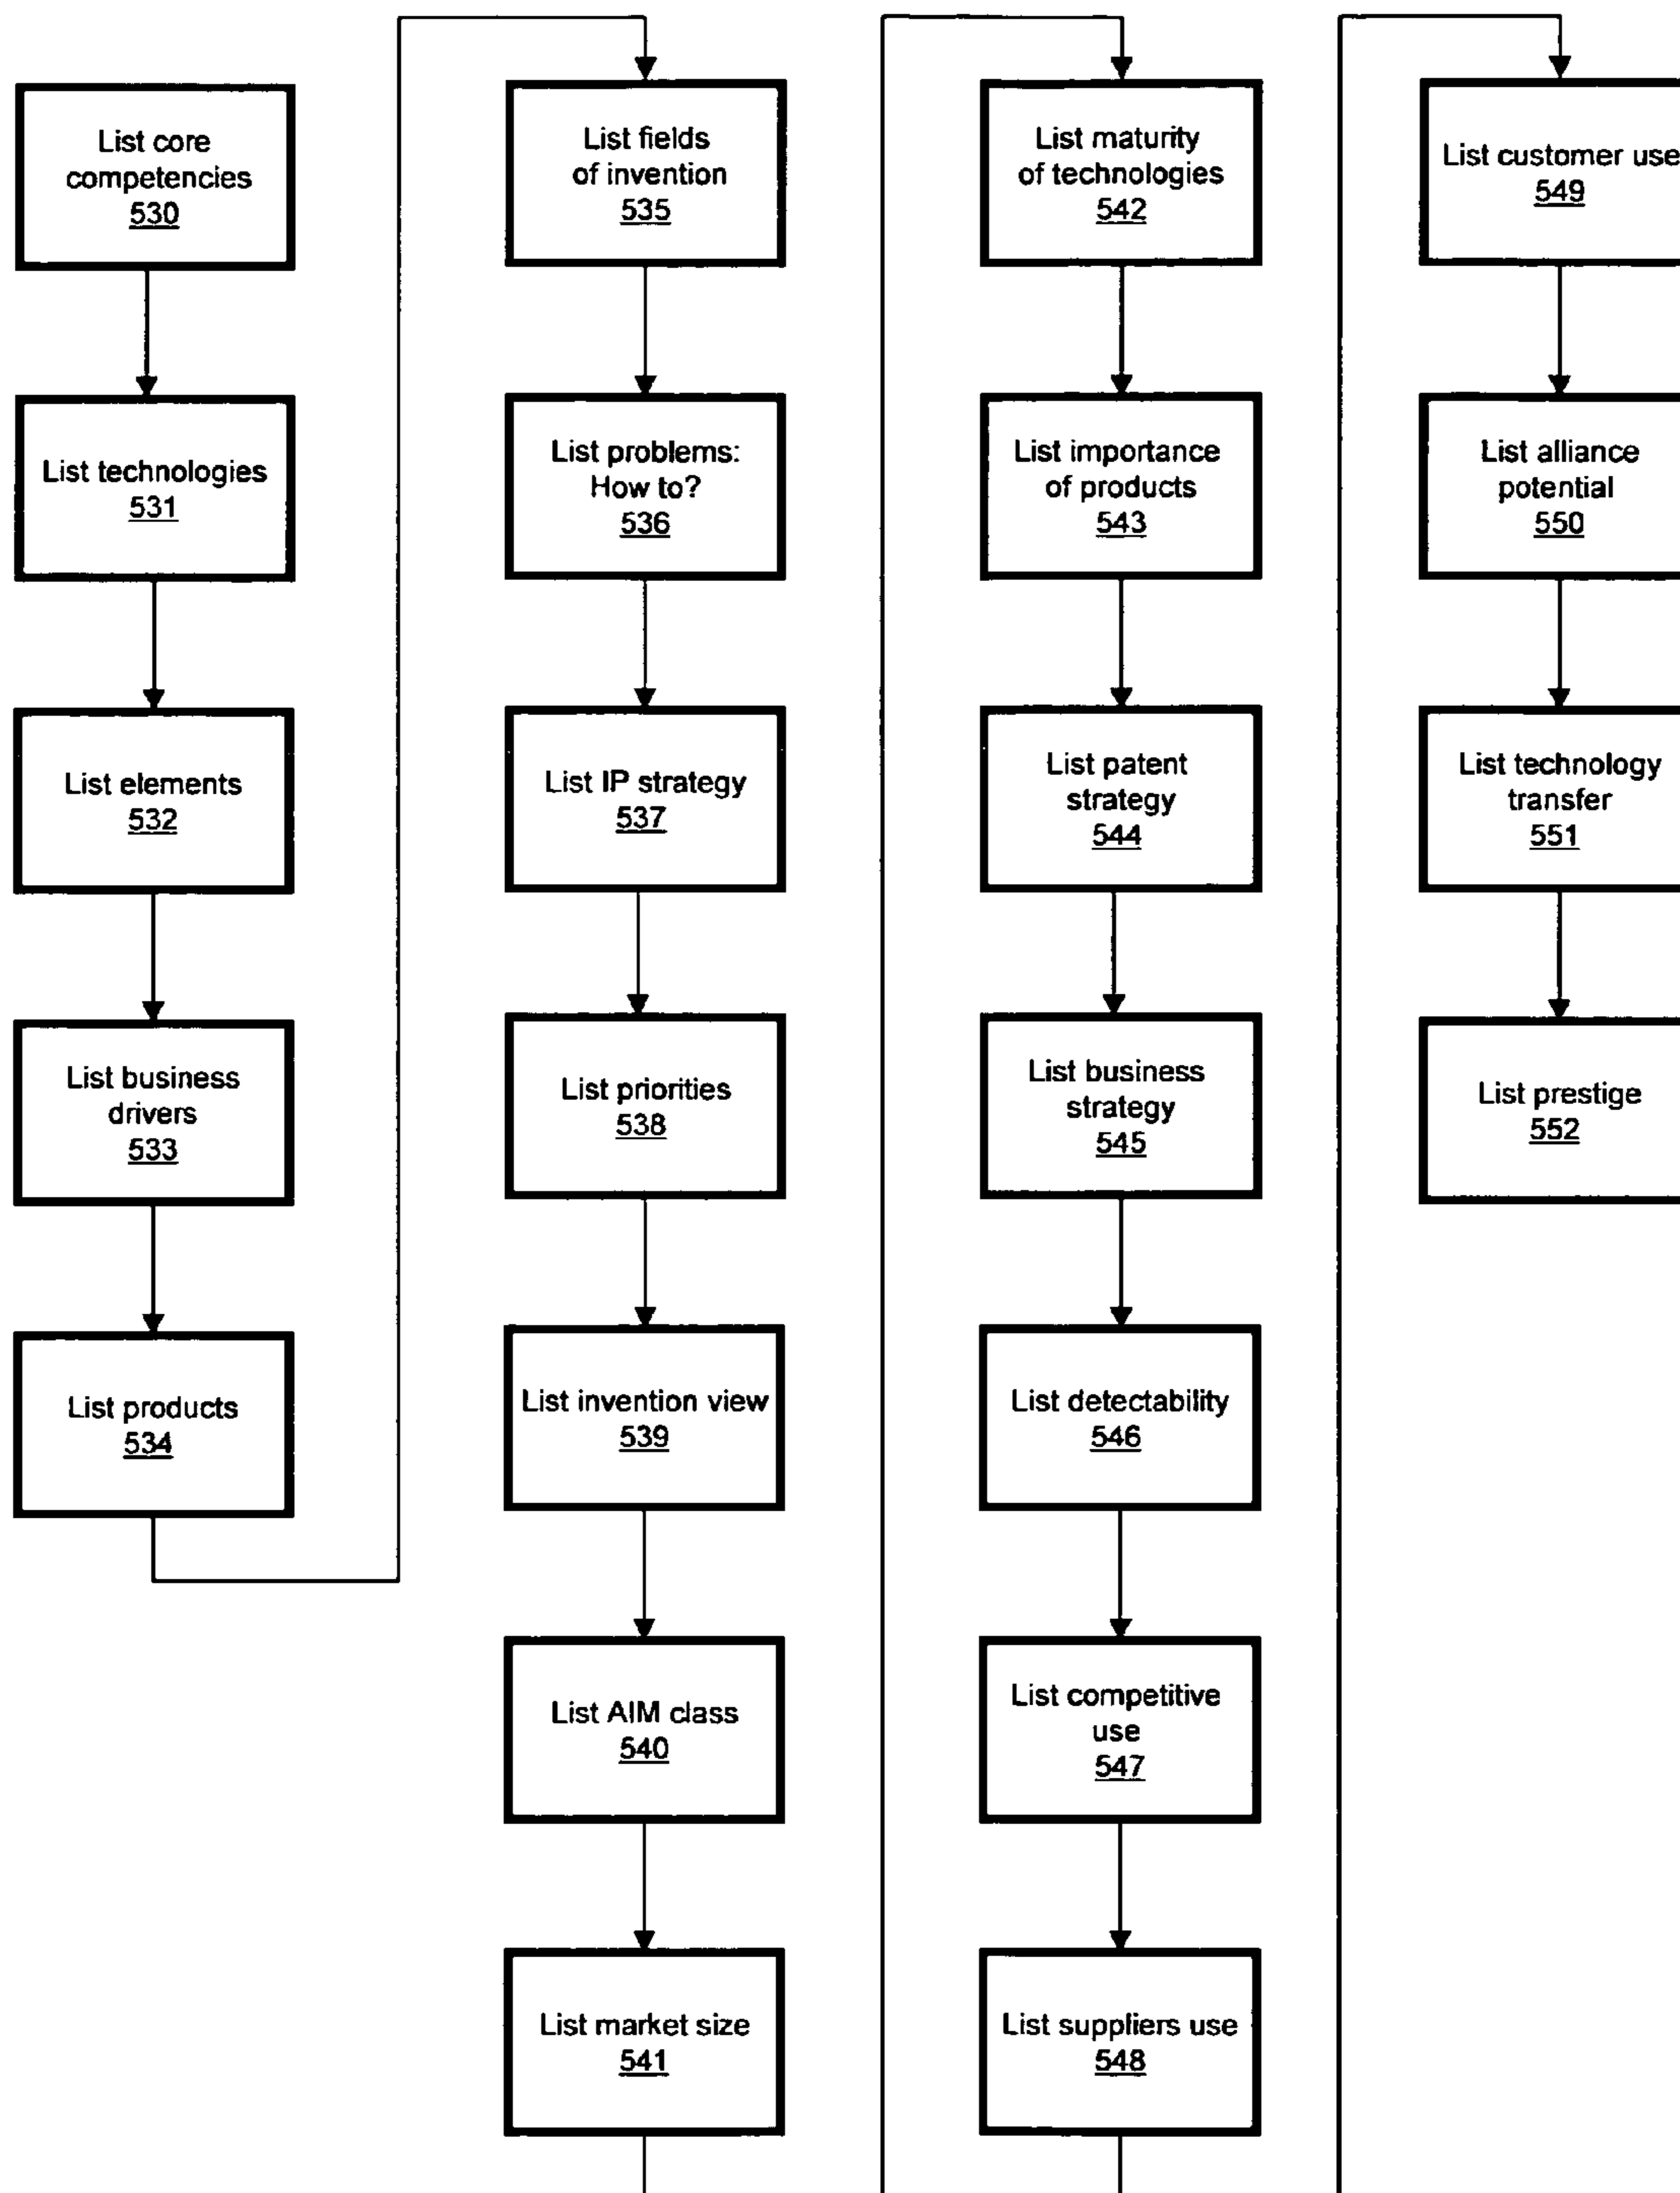 List core
competencies
530
List technologies
531
List elements
532
List business
drivers
533
List products
534
List fields
of invention
535
List problems:
How to?
536
List IP strategy
537
List priorities
538
List invention view
539
List AIM class
540
List market size
541
List maturity
of technologies
542
List importance
of products
543
List patent
strategy
544
List business
strategy
545
List detectability
546
List competitive
use
547
List suppliers use
548
List customer use
549
List alliance
potential
550
List technology
transfer
551
List prestige
552